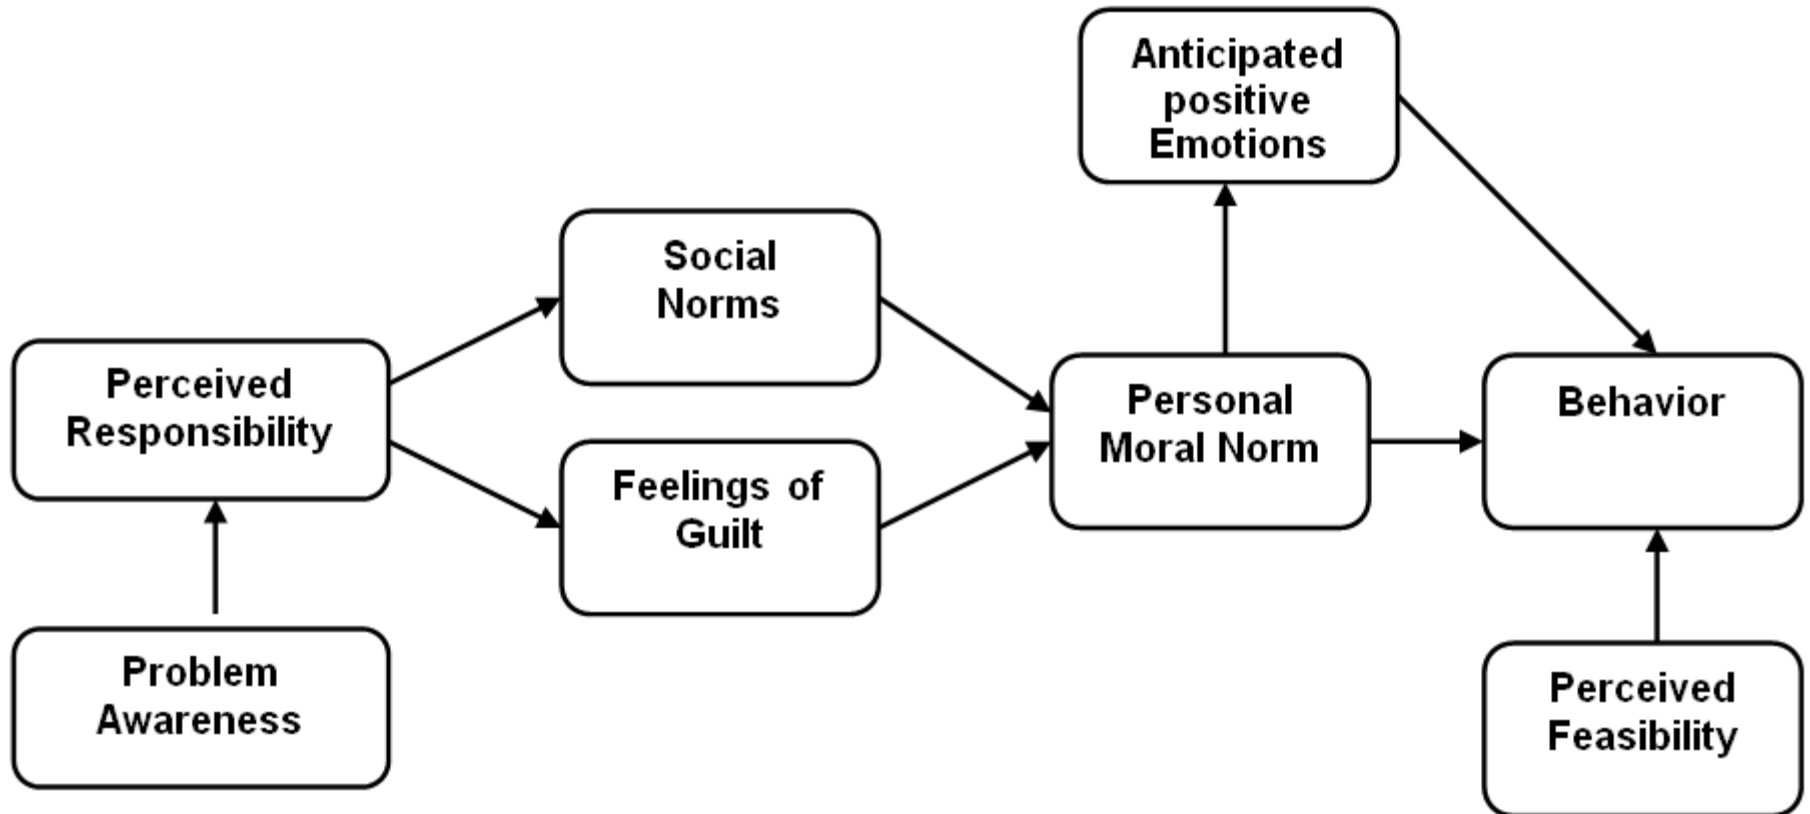 Anticipated
positive
Emotions
Social
Norms
Perceived
Responsibility
Feelings of
Guilt
Personal
Moral Norm
Behavior
Problem
Awareness
Perceived
Feasibility